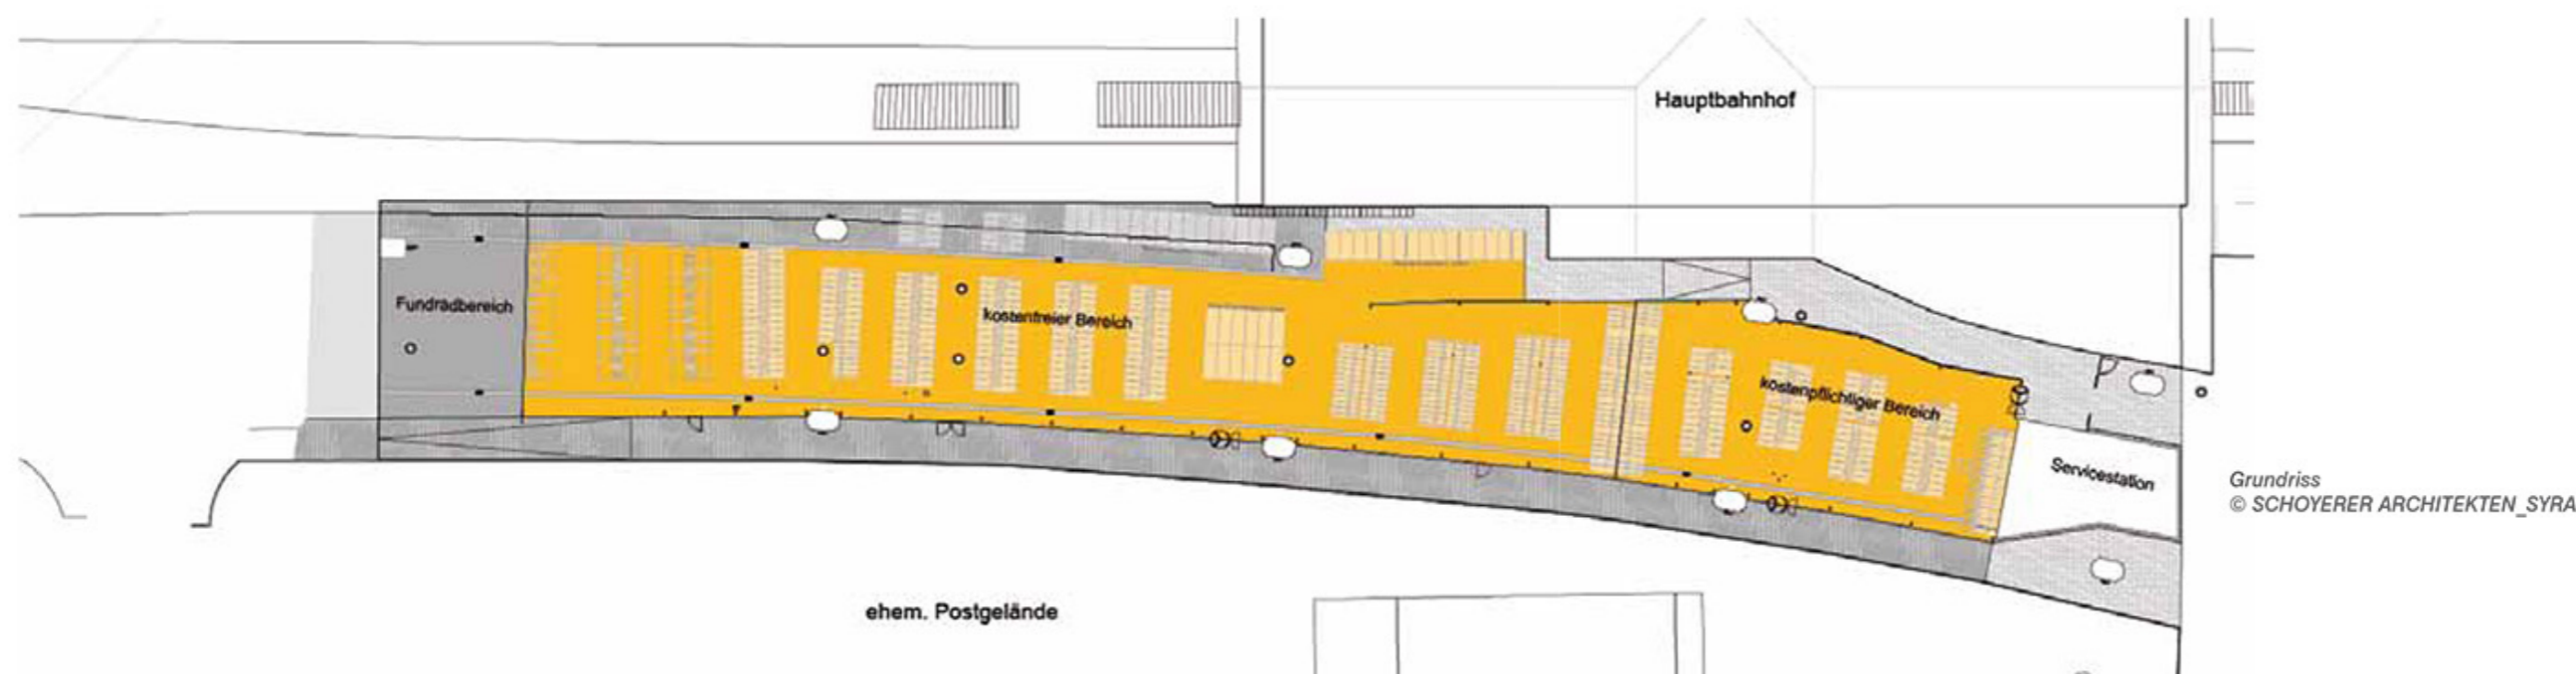 Hauptbahnhof
Fundradbereich
kostenfreier Bereich
kostenpflichtiger Bereich
Servicestation
Grundriss
© SCHOYERER ARCHITEKTEN_SYRA
ehem. Postgelände